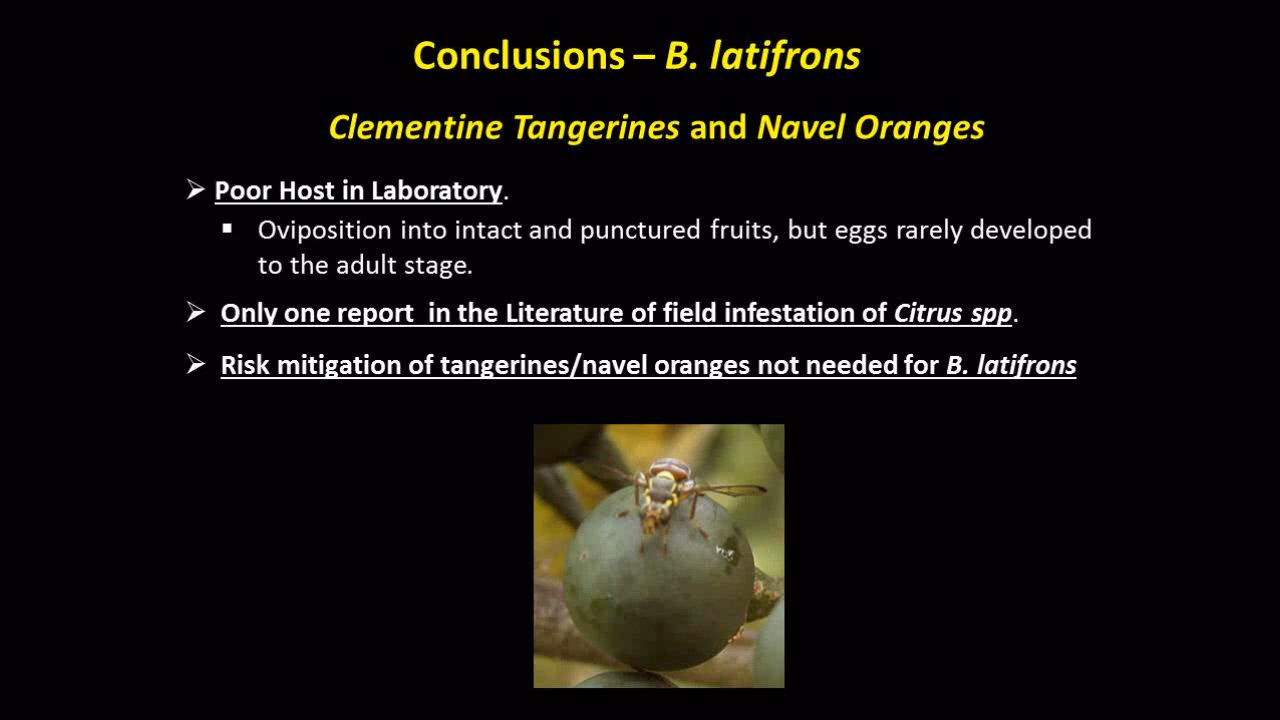 Conclusions – B. latifrons
Clementine Tangerines and Navel Oranges
➢ Poor Host in Laboratory.
▪ Oviposition into intact and punctured fruits, but eggs rarely developed
to the adult stage.
➢ Only one report  in the Literature of field infestation of Citrus spp.
➢ Risk mitigation of tangerines/navel oranges not needed for B. latifrons